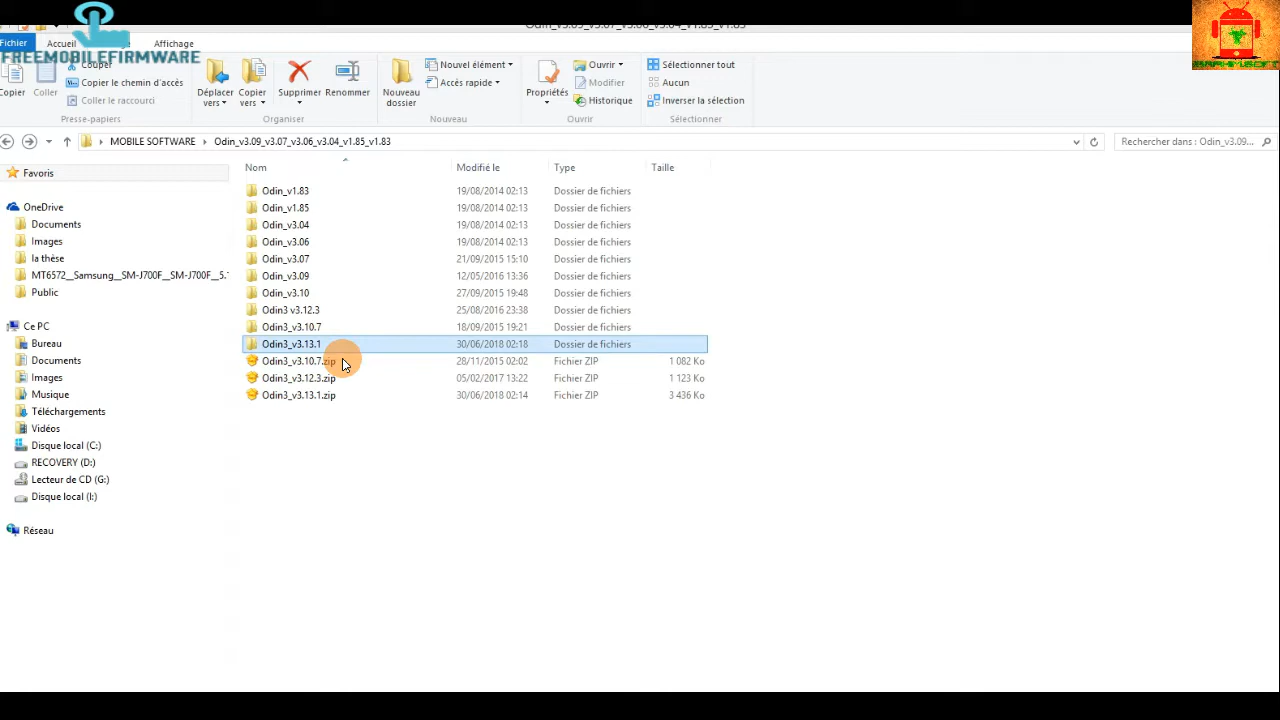 Odin_v3.09_v3.07_v3.06_v3.04_v1.85_v1.83
Fichier
Accueil
Affichage
FREEMOBILEFIRMWARE
Copier
Coller
Couper
Copier le chemin d'accès
Coller le raccourci
Presse-papiers
Déplacer vers
Copier vers
Supprimer
Renommer
Organiser
Nouveau dossier
Nouvel élément
Accès rapide
Nouveau
Propriétés
Ouvrir
Modifier
Historique
Ouvrir
Sélectionner tout
Aucun
Inverser la sélection
Sélectionner
MOBILE SOFTWARE Odin_v3.09_v3.07_v3.06_v3.04_v1.85_v1.83
Rechercher dans : Odin_v3.09...
Favoris
OneDrive
Documents
Images
la thèse
MT6572__Samsung__SM-J700F__SM-J700F__5.
Public
Ce PC
Bureau
Documents
Images
Musique
Téléchargements
Vidéos
Disque local (C:)
RECOVERY (D:)
Lecteur de CD (G:)
Disque local (I:)
Réseau
Nom Modifié le Type Taille
Odin_v1.83 19/08/2014 02:13 Dossier de fichiers
Odin_v1.85 19/08/2014 02:13 Dossier de fichiers
Odin_v3.04 19/08/2014 02:13 Dossier de fichiers
Odin_v3.06 19/08/2014 02:13 Dossier de fichiers
Odin_v3.07 21/09/2015 15:10 Dossier de fichiers
Odin_v3.09 12/05/2016 13:36 Dossier de fichiers
Odin_v3.10 27/09/2015 19:48 Dossier de fichiers
Odin3 v3.12.3 25/08/2016 23:38 Dossier de fichiers
Odin3_v3.10.7 18/09/2015 19:21 Dossier de fichiers
Odin3_v3.13.1 30/06/2018 02:18 Dossier de fichiers
Odin3_v3.10.7.zip 28/11/2015 02:02 Fichier ZIP 1 082 Ko
Odin3_v3.12.3.zip 05/02/2017 13:22 Fichier ZIP 1 123 Ko
Odin3_v3.13.1.zip 30/06/2018 02:14 Fichier ZIP 3 436 Ko